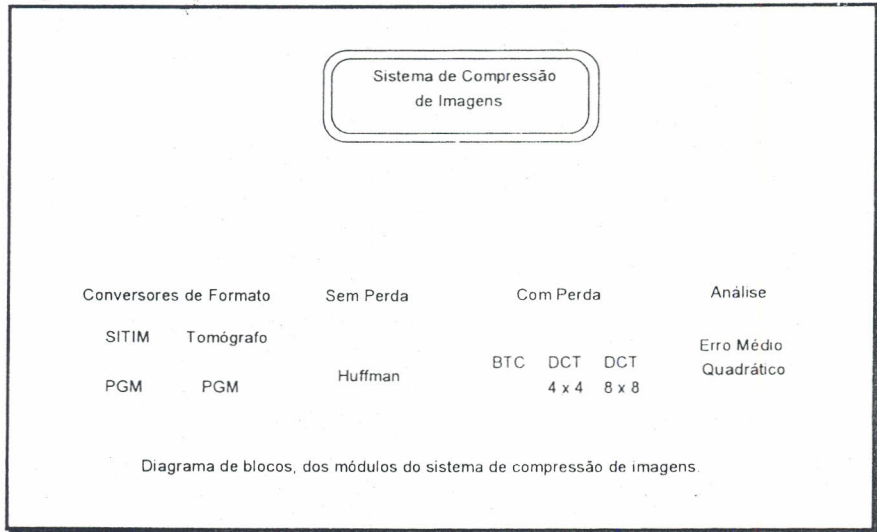 Sistema de Compressão
de Imagens
Conversores de Formato
SITIM Tomógrafo
PGM PGM
Sem Perda
Huffman
Com Perda
BTC DCT DCT
4 x 4 8 x 8
Análise
Erro Médio
Quadrático
Diagrama de blocos, dos módulos do sistema de compressão de imagens.